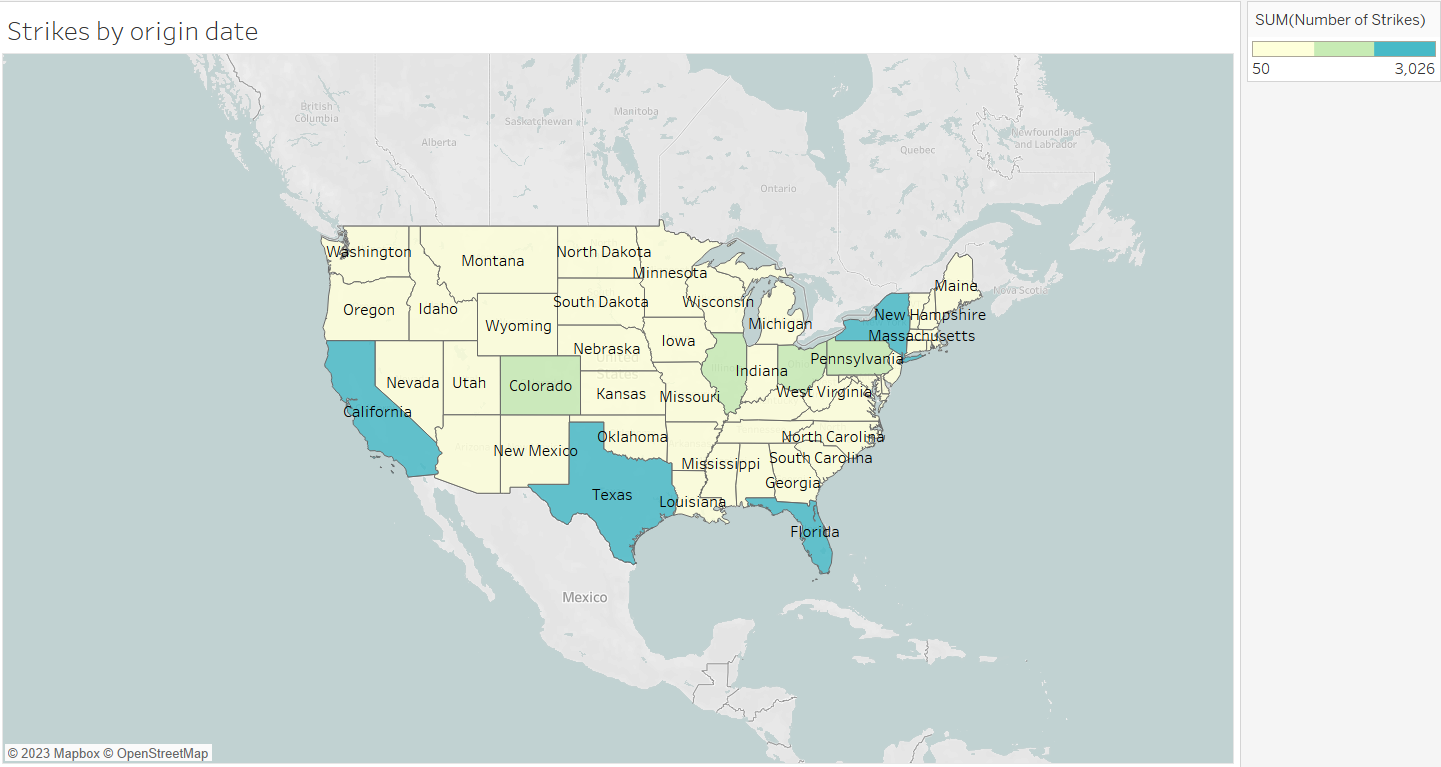 Strikes by origin date
SUM(Number of Strikes)
50
3,026
British
Columbia
Alberta
Saskatchewan
Manitoba
Ontario
Quebec
Newfoundland
and Labrador
Nova Scotia
Washington
Montana
North Dakota
Minnesota
Maine
Oregon
Idaho
South Dakota
Wisconsin
Michigan
New Hampshire
Wyoming
Massachusetts
Nebraska
Iowa
United
States
Pennsylvania
Nevada
Utah
Colorado
Kansas
Missouri
Indiana
West Virginia
California
New Mexico
Oklahoma
North Carolina
Mississippi
South Carolina
Georgia
Texas
Louisiana
Florida
Mexico
© 2023 Mapbox © OpenStreetMap